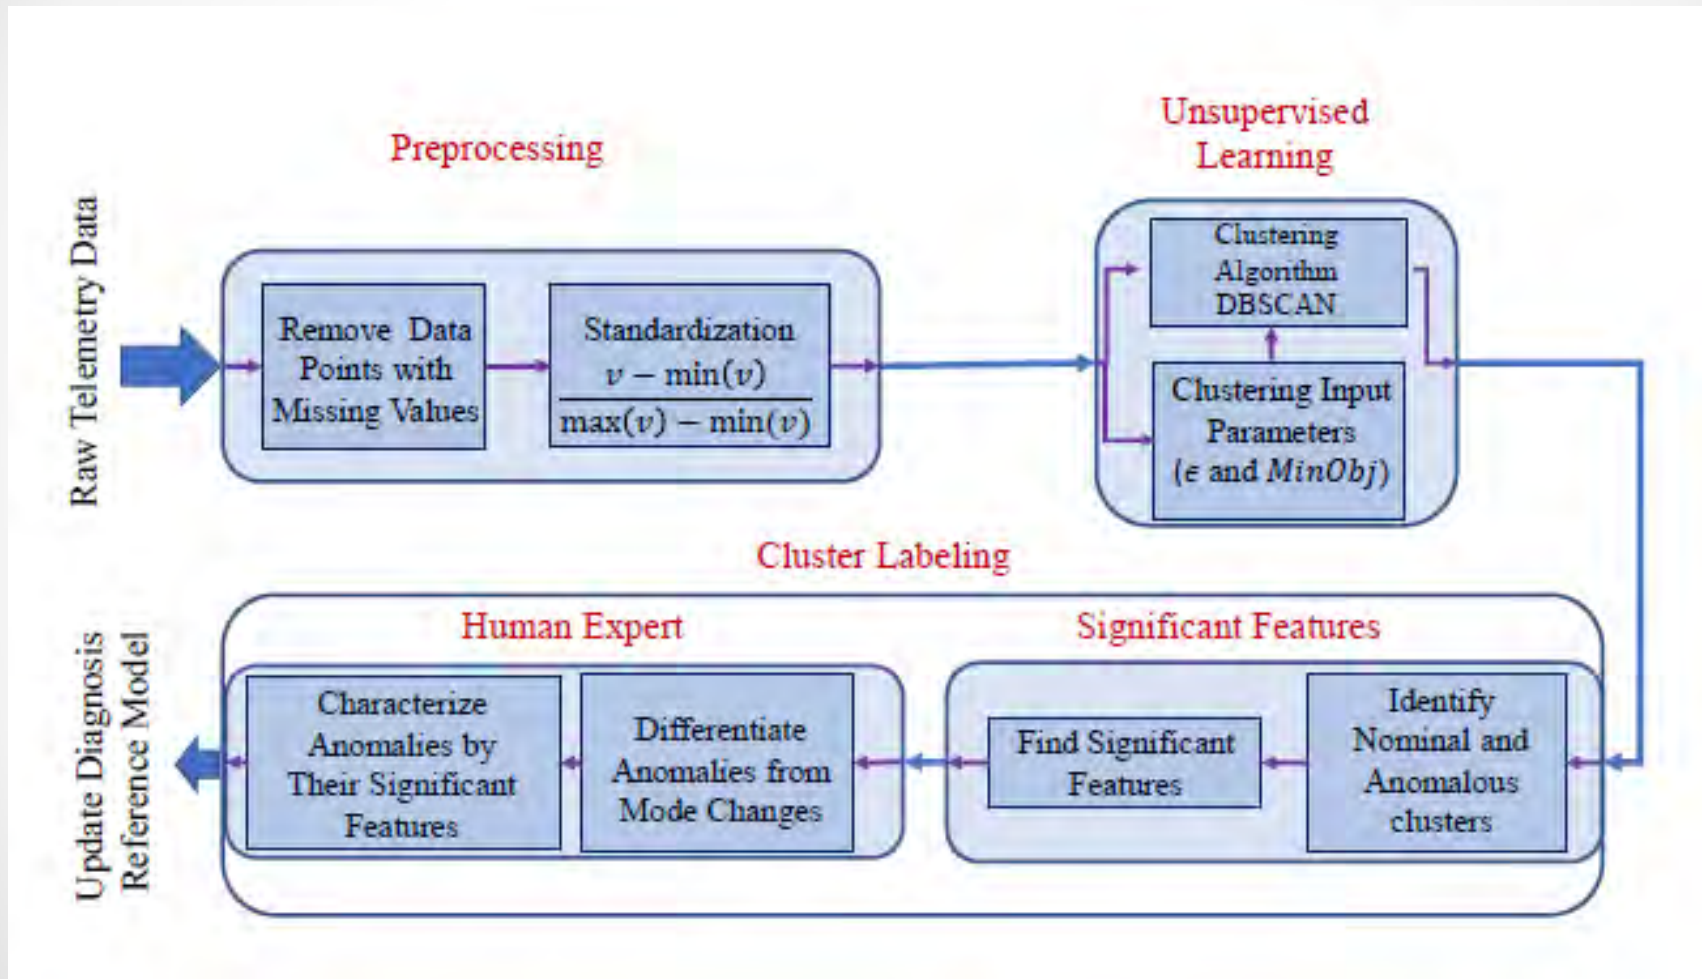 Raw Telemetry Data
Preprocessing
Remove Data
Points with
Missing Values
Standardization
v − min(v)
max(v) − min(v)
Unsupervised
Learning
Clustering
Algorithm
DBSCAN
Clustering Input
Parameters
(ϵ and MinObj)
Cluster Labeling
Significant Features
Identify
Nominal and
Anomalous
clusters
Find Significant
Features
Human Expert
Differentiate
Anomalies from
Mode Changes
Characterize
Anomalies by
Their Significant
Features
Update Diagnosis
Reference Model